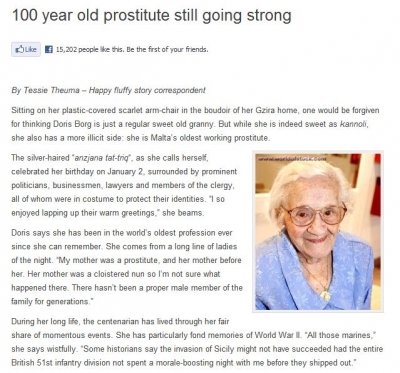 100 year old prostitute still going strong
Like 15,202 people like this. Be the first of your friends.
By Tessie Theuma – Happy fluffy story correspondent
Sitting on her plastic-covered scarlet arm-chair in the boudoir of her Gzira home, one would be forgiven
for thinking Doris Borg is just a regular sweet old granny. But while she is indeed sweet as kannoli,
she also has a more illicit side: she is Malta's oldest working prostitute.
The silver-haired "anzjana tat-triq", as she calls herself,
celebrated her birthday on January 2, surrounded by prominent
politicians, businessmen, lawyers and members of the clergy,
all of whom were in costume to protect their identities. "I so
enjoyed lapping up their warm greetings," she beams.
Doris says she has been in the world's oldest profession ever
since she can remember. She comes from a long line of ladies
of the night. "My mother was a prostitute, and her mother before
her. Her mother was a cloistered nun so I'm not sure what
happened there. There hasn't been a proper male member of the
family for generations."
During her long life, the centenarian has lived through her fair
share of momentous events. She has particularly fond memories of World War II. "All those marines,"
she says wistfully. "Some historians say the invasion of Sicily might not have succeeded had the entire
British 51st infantry division not spent a morale-boosting night with me before they shipped out."